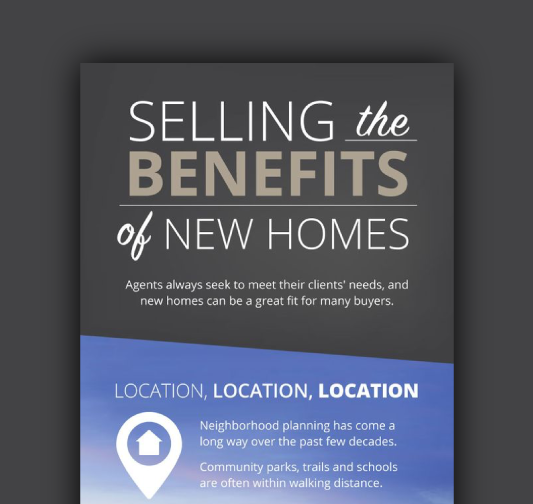 SELLING the
BENEFITS
of NEW HOMES
Agents always seek to meet their clients' needs, and
new homes can be a great fit for many buyers.
LOCATION, LOCATION, LOCATION
Neighborhood planning has come a
long way over the past few decades.
Community parks, trails and schools
are often within walking distance.